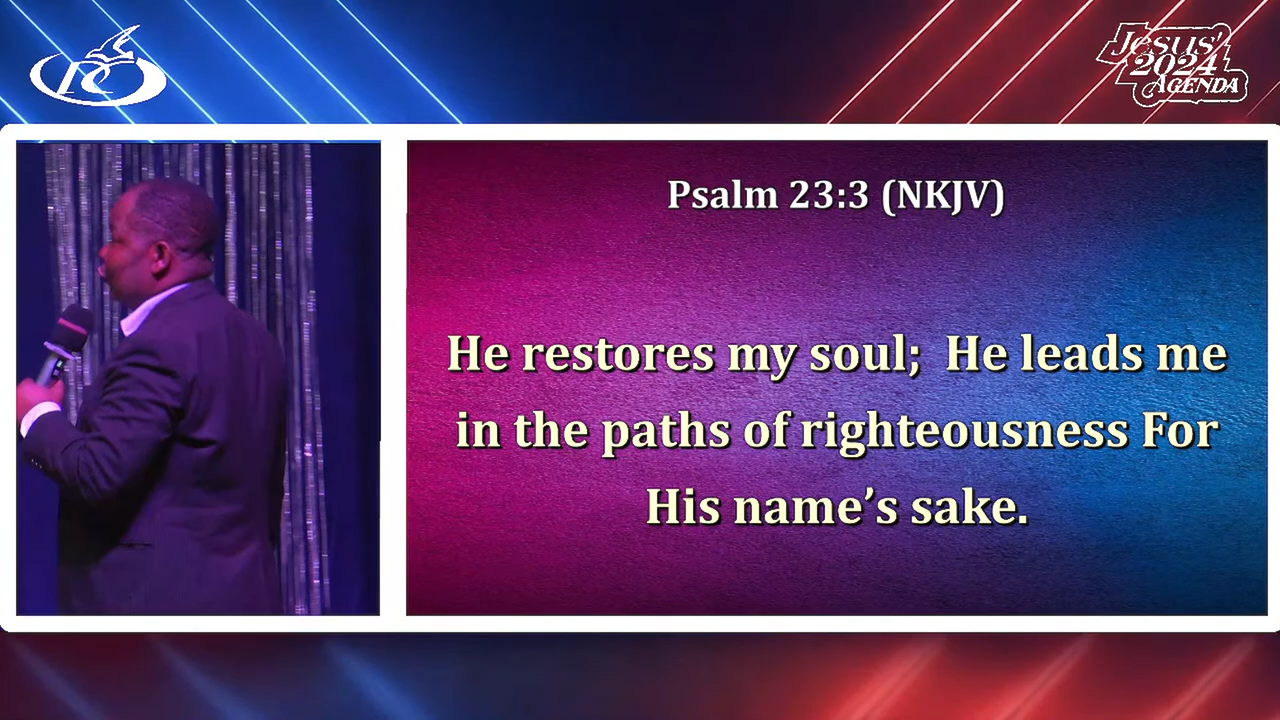 JESUS'
2024
AGENDA
Psalm 23:3 (NKJV)
He restores my soul;  He leads me
in the paths of righteousness For
His name’s sake.